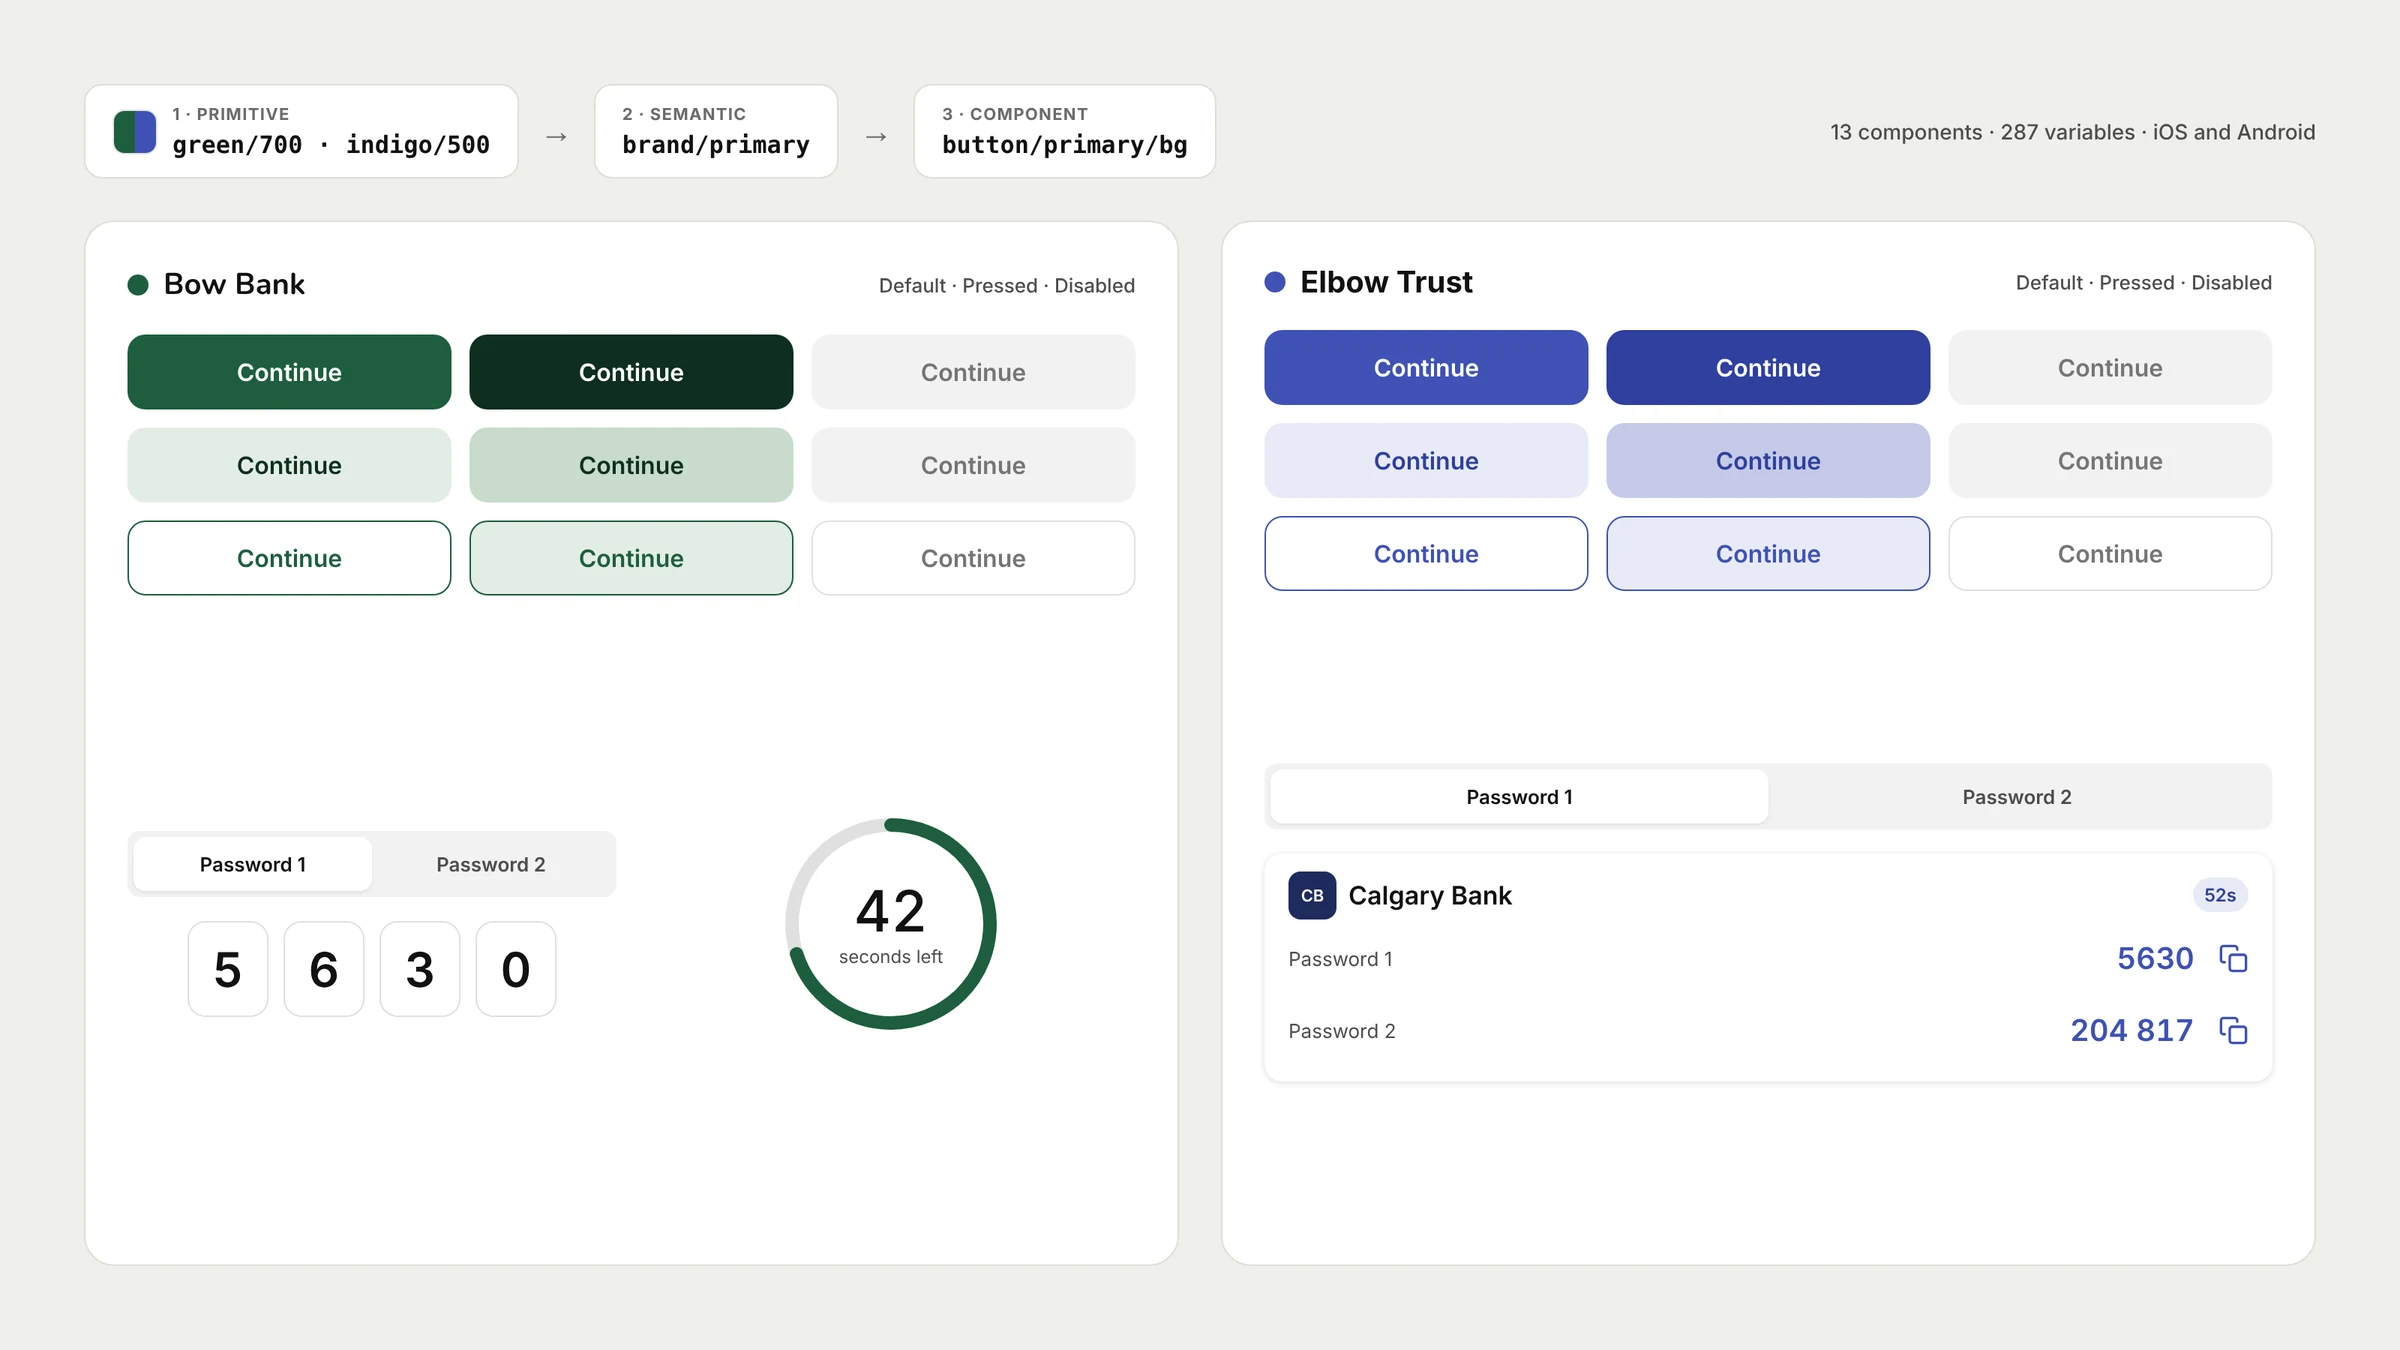 1 · PRIMITIVE
green/700 · indigo/500
→
2 · SEMANTIC
brand/primary
→
3 · COMPONENT
button/primary/bg
13 components · 287 variables · iOS and Android
Bow Bank
Default · Pressed · Disabled
Continue
Continue
Continue
Continue
Continue
Continue
Continue
Continue
Continue
Password 1
Password 2
5
6
3
0
42
seconds left
Elbow Trust
Default · Pressed · Disabled
Continue
Continue
Continue
Continue
Continue
Continue
Continue
Continue
Continue
Password 1
Password 2
CB
Calgary Bank
52s
Password 1
5630
Password 2
204 817